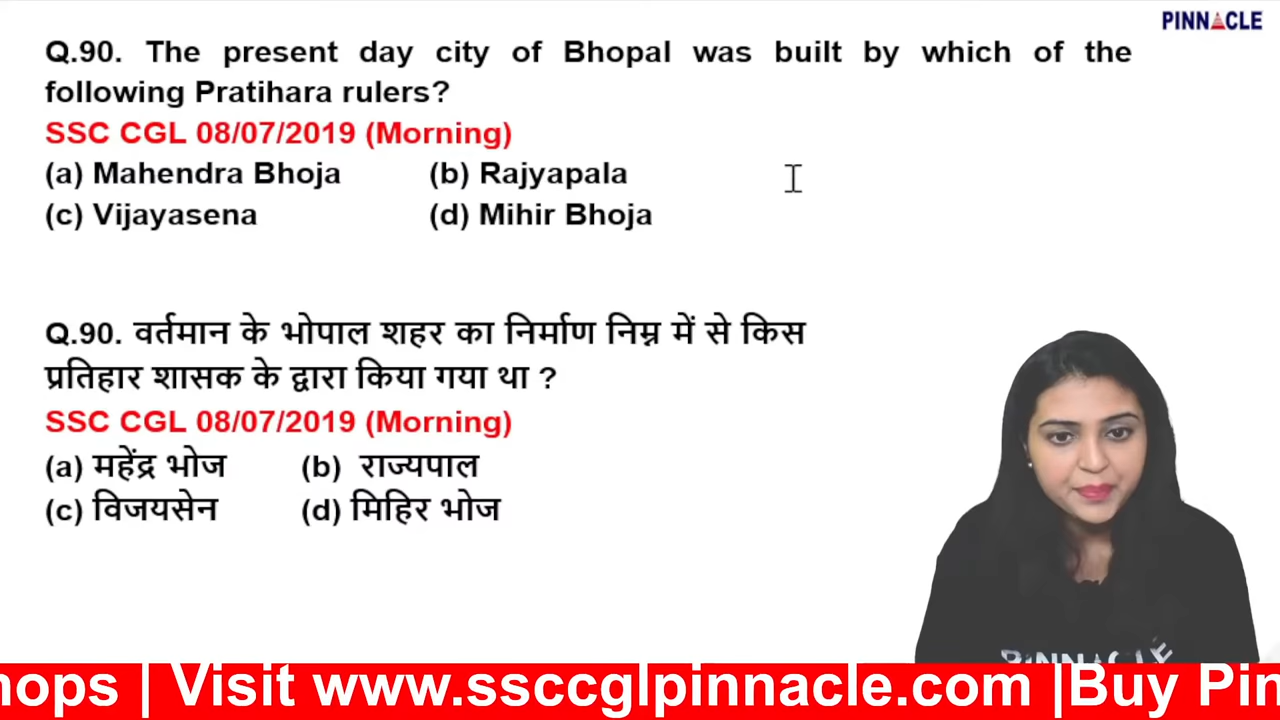 PINNACLE
Q.90. The present day city of Bhopal was built by which of the
following Pratihara rulers?
SSC CGL 08/07/2019 (Morning)
(a) Mahendra Bhoja (b) Rajyapala
(c) Vijayasena (d) Mihir Bhoja
Q.90. वर्तमान के भोपाल शहर का निर्माण निम्न में से किस
प्रतिहार शासक के द्वारा किया गया था ?
SSC CGL 08/07/2019 (Morning)
(a) महेंद्र भोज (b) राज्यपाल
(c) विजयसेन (d) मिहिर भोज
PINNACLE
hops | Visit www.ssccglpinnacle.com |Buy Pin